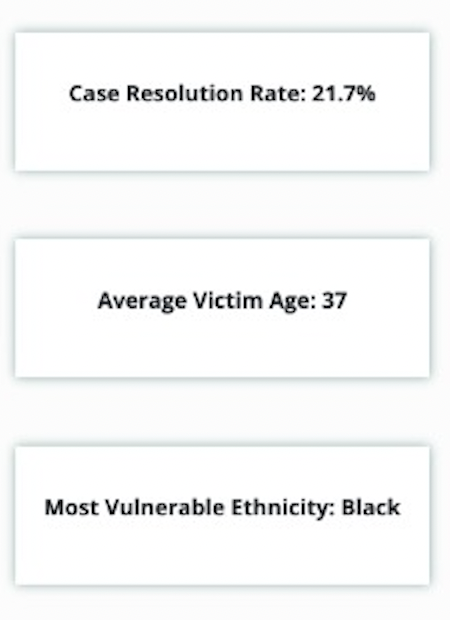 Case Resolution Rate: 21.7%
Average Victim Age: 37
Most Vulnerable Ethnicity: Black